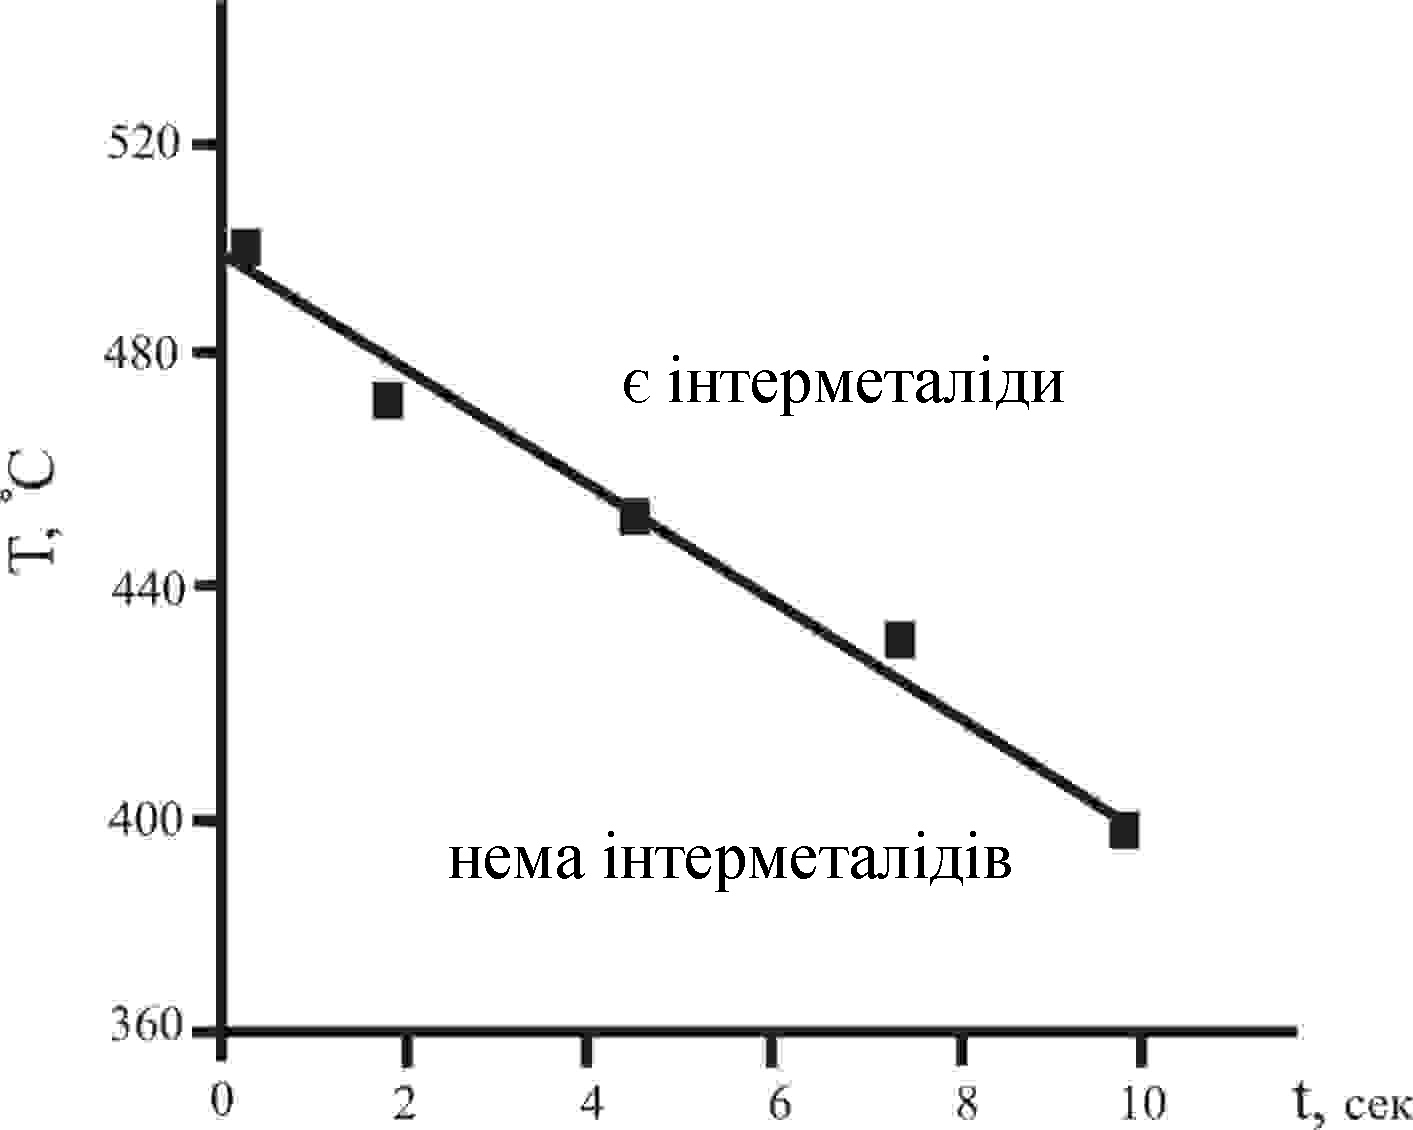 520
480
є інтерметаліди
T, °C
440
400
нема інтерметалідів
360
0 2 4 6 8 10 t, сек